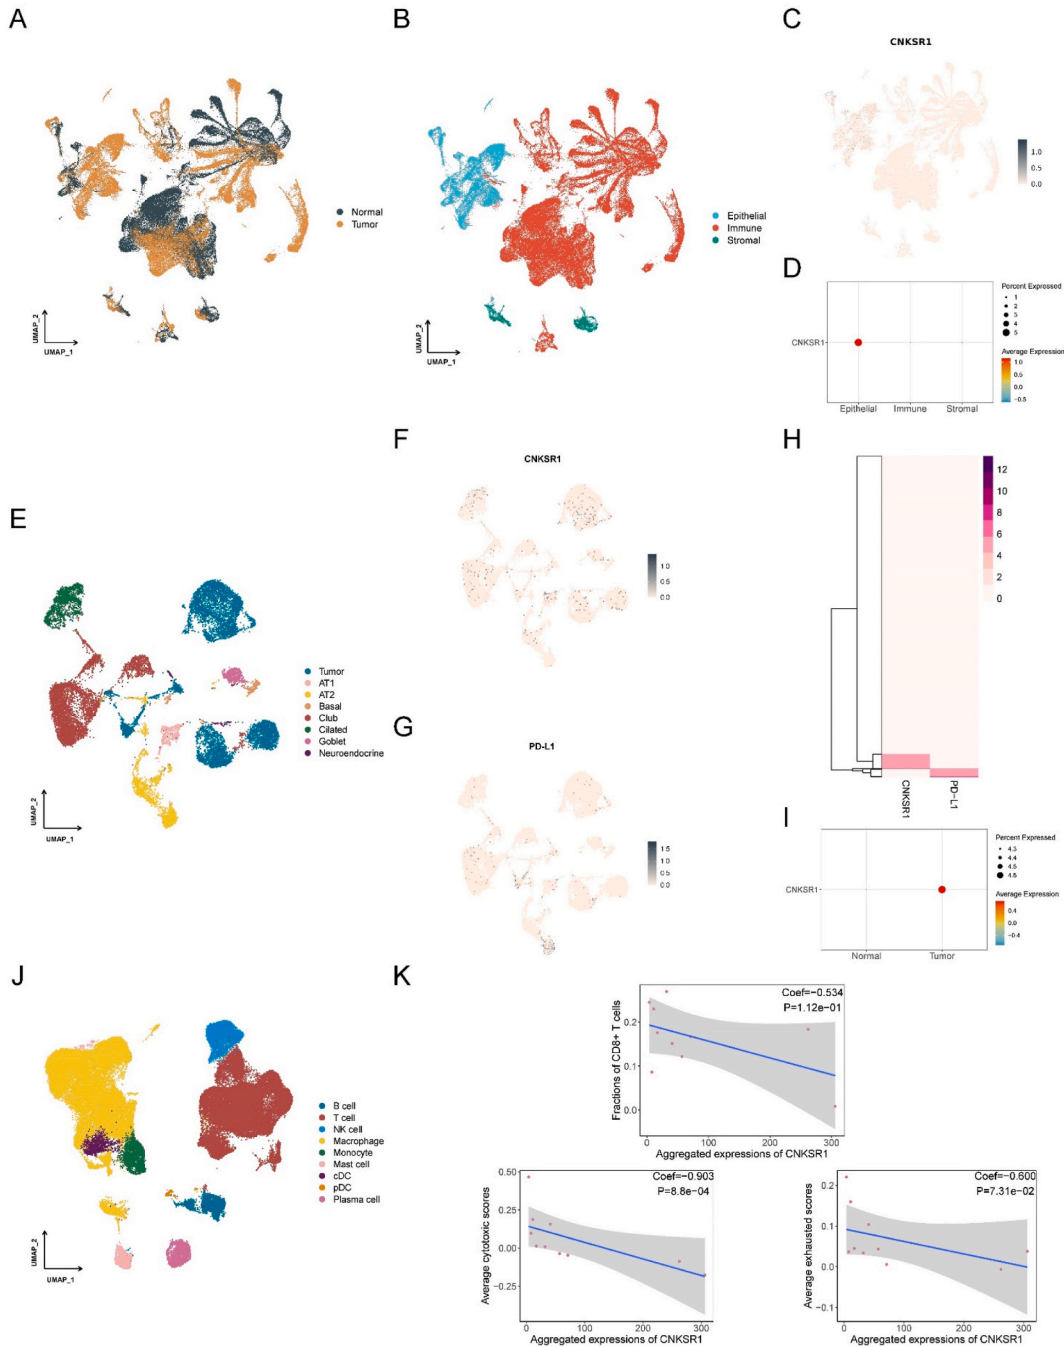 A
Normal
Tumor
UMAP_2
UMAP_1
B
Epithelial
Immune
Stromal
UMAP_2
UMAP_1
C
CNKSR1
1.0
0.5
0.0
D
CNKSR1
Epithelial
Immune
Stromal
Percent Expressed
1
2
3
4
5
Average Expression
1.0
0.5
0.0
−0.5
E
Tumor
AT1
AT2
Basal
Club
Cilated
Goblet
Neuroendocrine
UMAP_2
UMAP_1
F
CNKSR1
1.0
0.5
0.0
G
PD-L1
1.5
1.0
0.5
0.0
H
12
10
8
6
4
2
0
CNKSR1
PD−L1
I
CNKSR1
Normal
Tumor
Percent Expressed
4.3
4.4
4.5
4.6
Average Expression
0.4
0.0
−0.4
J
B cell
T cell
NK cell
Macrophage
Monocyte
Mast cell
cDC
pDC
Plasma cell
UMAP_2
UMAP_1
K
Coef=−0.534
P=1.12e−01
Fractions of CD8+ T cells
0.2
0.1
0.0
0
100
200
300
Aggregated expressions of CNKSR1
Coef=−0.903
P=8.8e−04
Average cytotoxic scores
0.50
0.25
0.00
−0.25
0
100
200
300
Aggregated expressions of CNKSR1
Coef=−0.600
P=7.31e−02
Average exhausted scores
0.2
0.1
0.0
−0.1
0
100
200
300
Aggregated expressions of CNKSR1